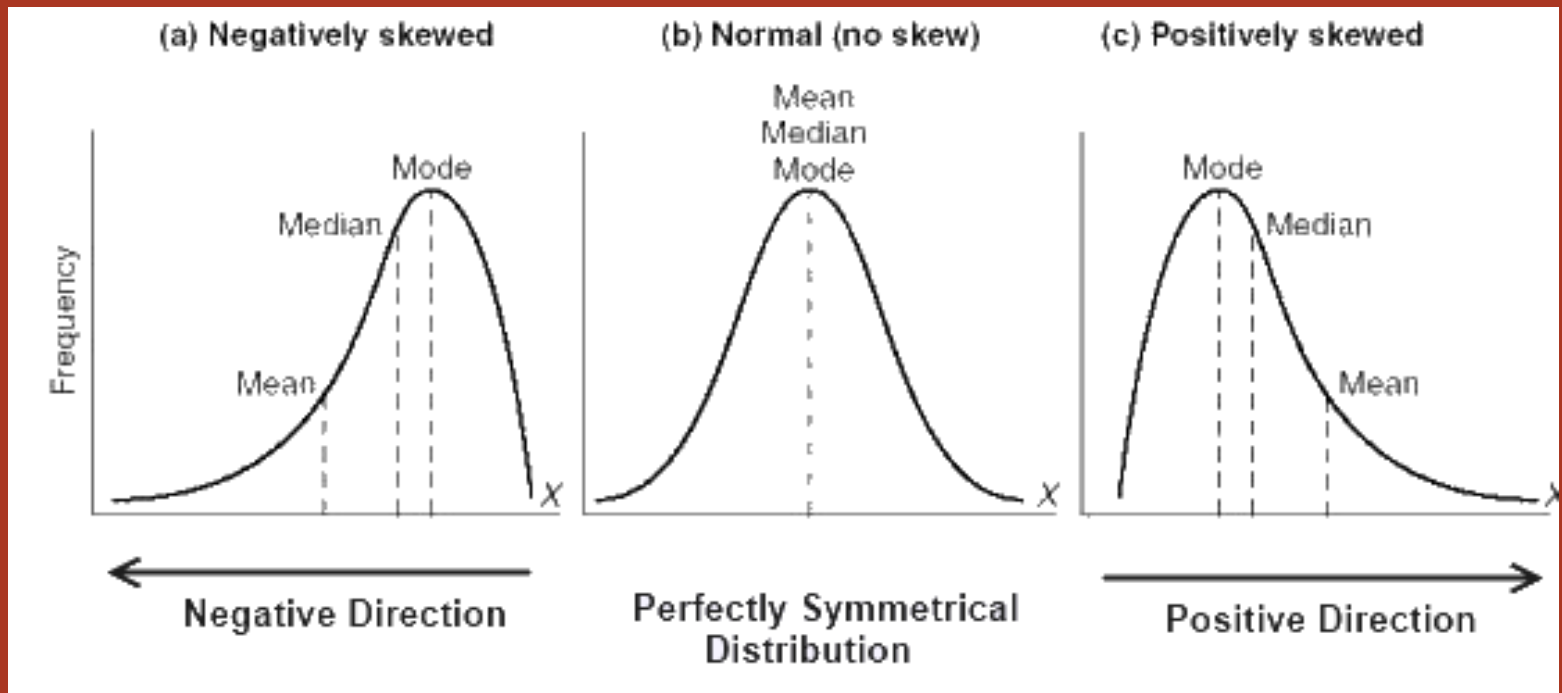 (a) Negatively skewed
Mode
Median
Mean
Frequency
X
Negative Direction
(b) Normal (no skew)
Mean
Median
Mode
X
Perfectly Symmetrical
Distribution
(c) Positively skewed
Mode
Median
Mean
X
Positive Direction